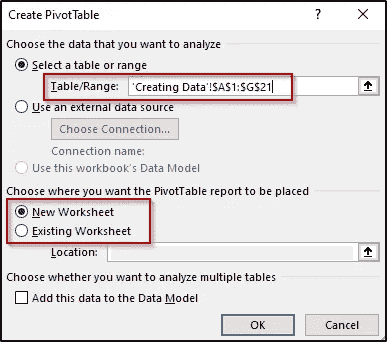 Create PivotTable ? ×
Choose the data that you want to analyze
Select a table or range
Table/Range: 'Creating Data'!$A$1:$G$21
Use an external data source
Choose Connection...
Connection name:
Use this workbook's Data Model
Choose where you want the PivotTable report to be placed
New Worksheet
Existing Worksheet
Location:
Choose whether you want to analyze multiple tables
Add this data to the Data Model
OK Cancel